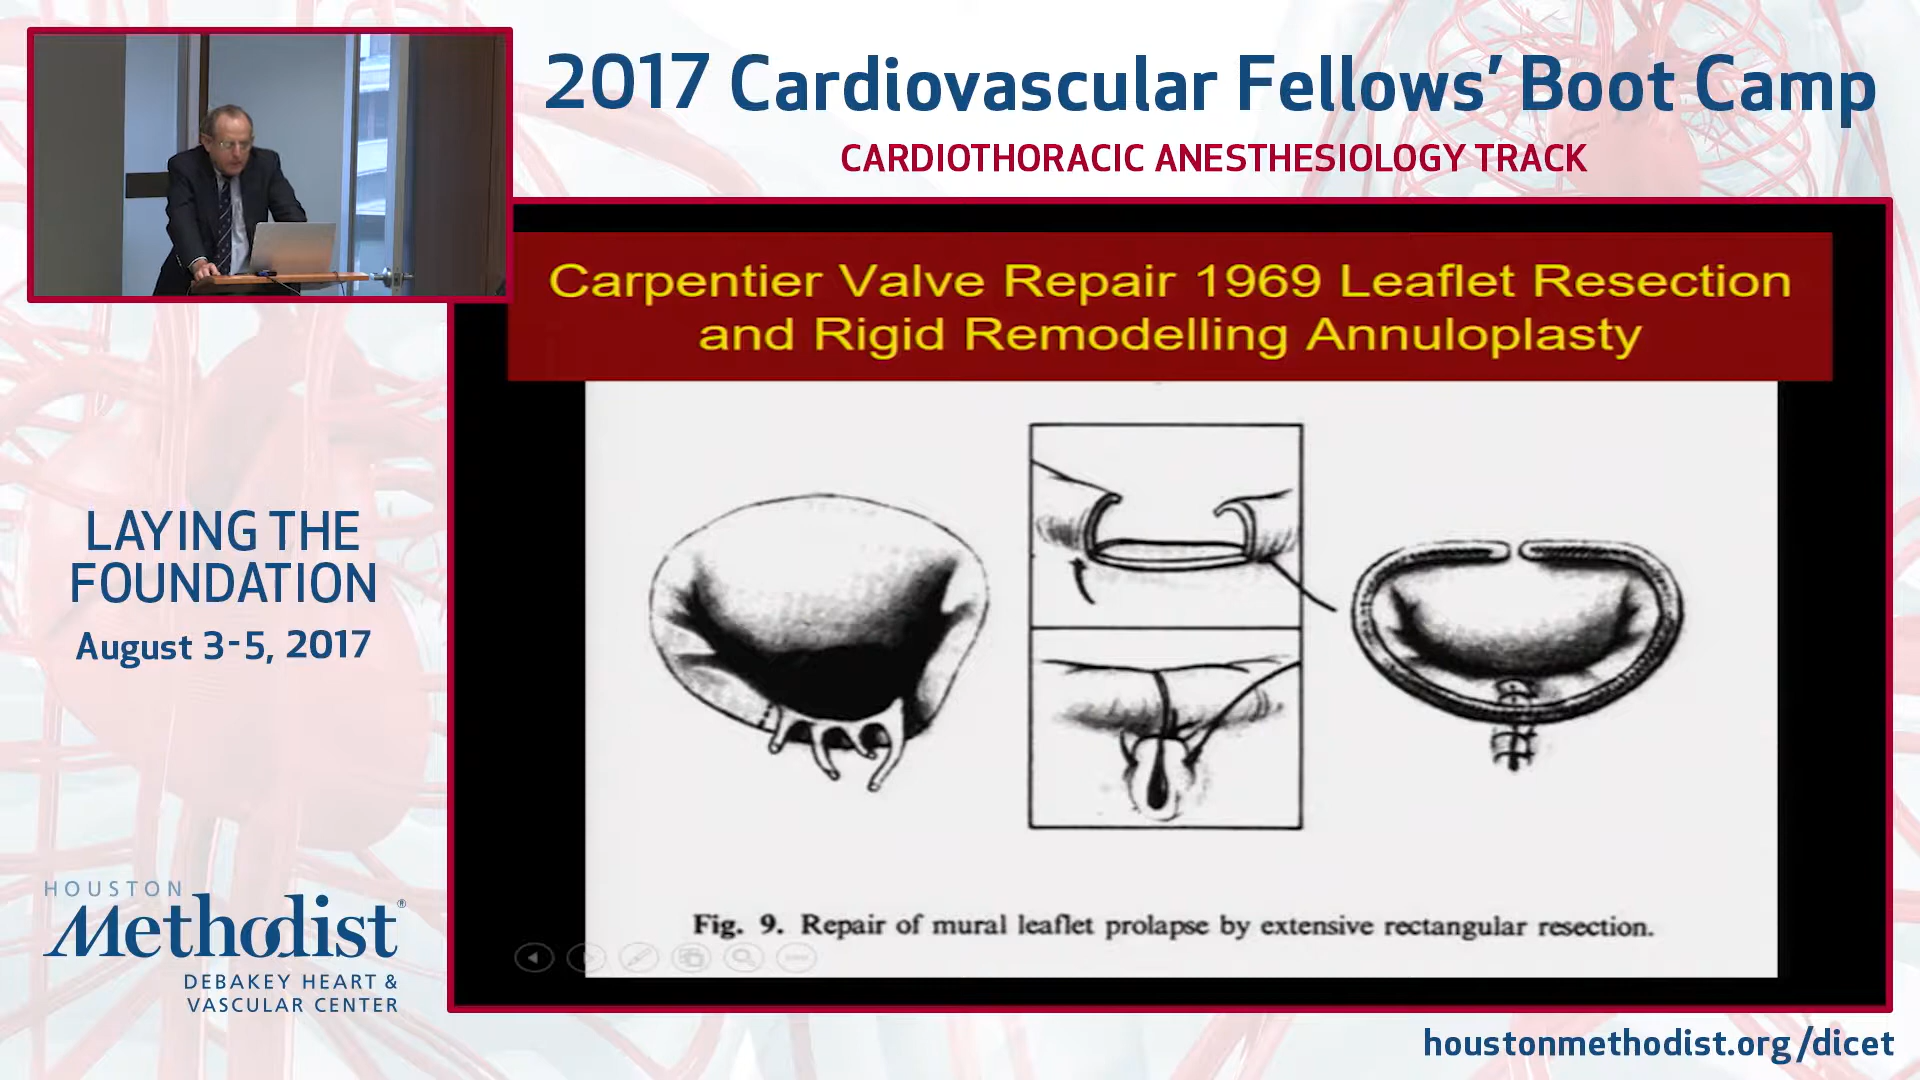 2017 Cardiovascular Fellows' Boot Camp
CARDIOTHORACIC ANESTHESIOLOGY TRACK
Carpentier Valve Repair 1969 Leaflet Resection
and Rigid Remodelling Annuloplasty
Fig. 9. Repair of mural leaflet prolapse by extensive rectangular resection.
LAYING THE
FOUNDATION
August 3-5, 2017
HOUSTON
Methodist®
DEBAKEY HEART &
VASCULAR CENTER
houstonmethodist.org/dicet